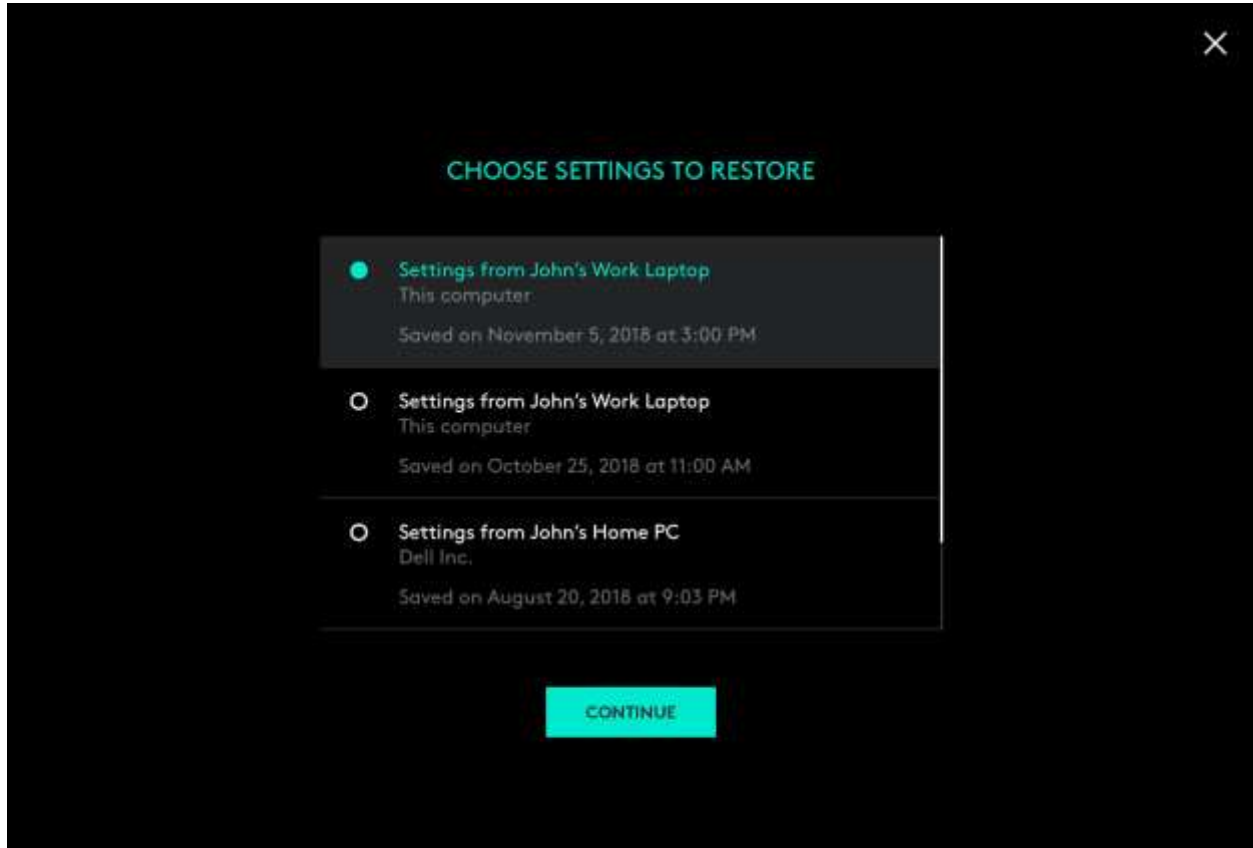 CHOOSE SETTINGS TO RESTORE
Settings from John's Work Laptop
This computer
Saved on November 5, 2018 at 3:00 PM
Settings from John's Work Laptop
This computer
Saved on October 25, 2018 at 11:00 AM
Settings from John's Home PC
Dell Inc.
Saved on August 20, 2018 at 9:03 PM
CONTINUE